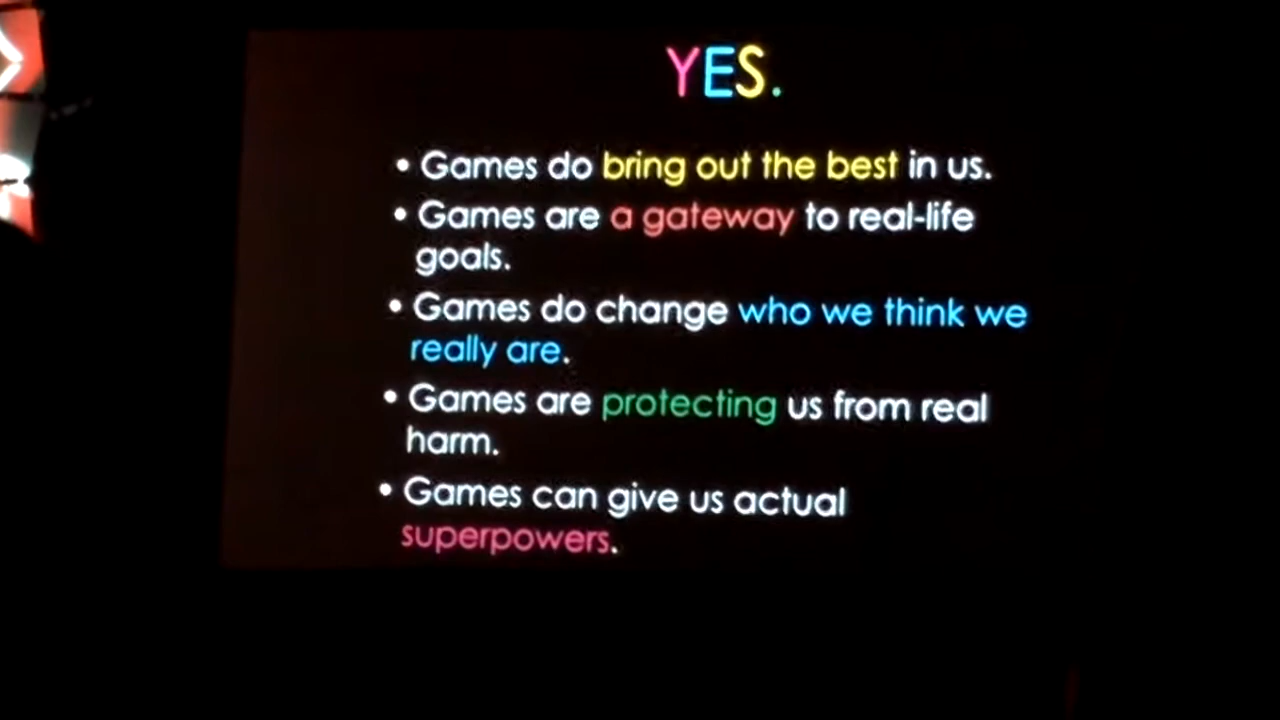 YES.
• Games do bring out the best in us.
• Games are a gateway to real-life
goals.
• Games do change who we think we
really are.
• Games are protecting us from real
harm.
• Games can give us actual
superpowers.